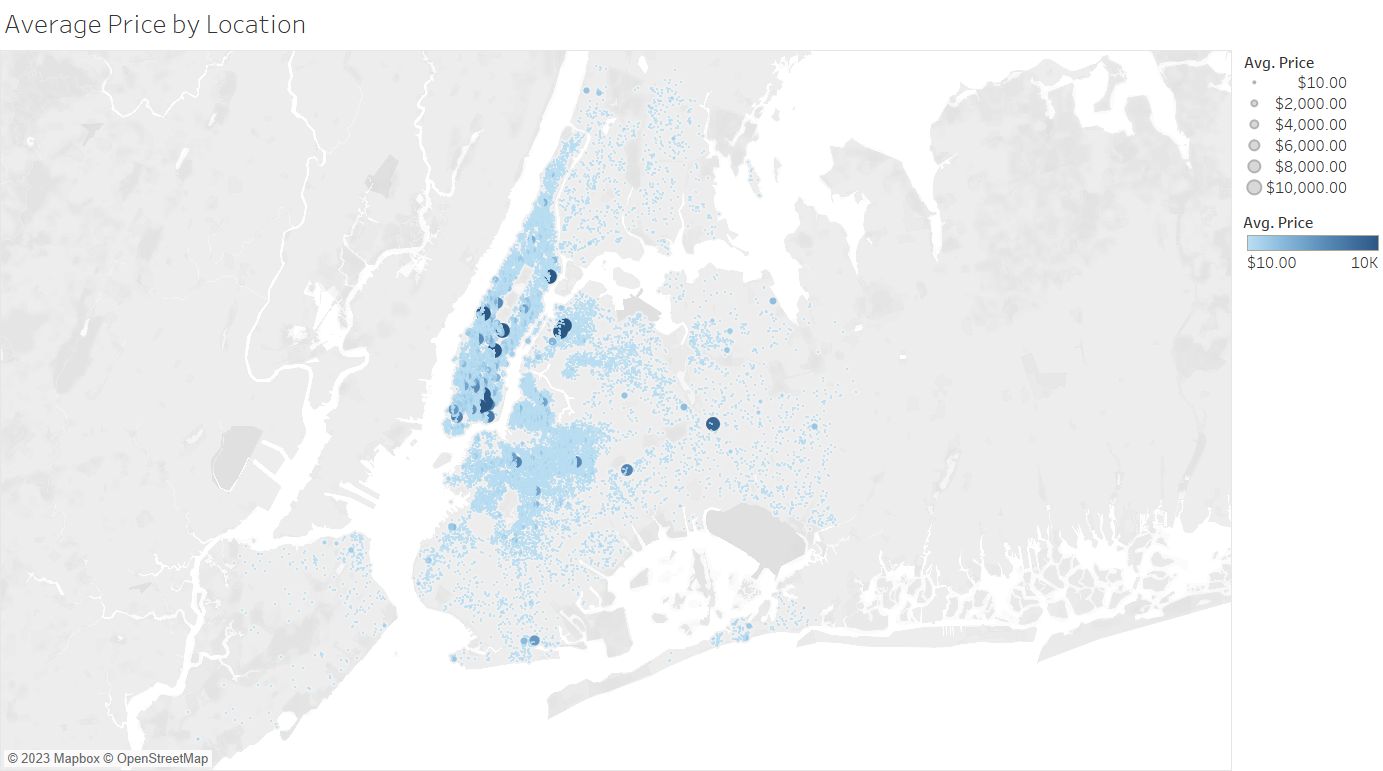 Average Price by Location
Avg. Price
$10.00
$2,000.00
$4,000.00
$6,000.00
$8,000.00
$10,000.00
Avg. Price
$10.00 10K
© 2023 Mapbox © OpenStreetMap